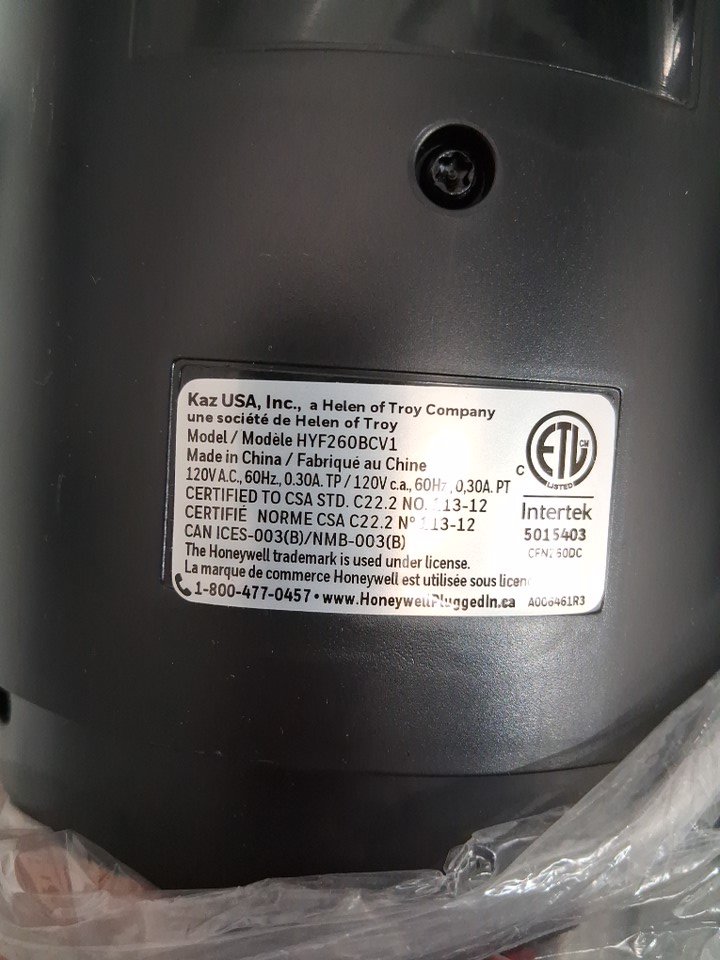 Kaz USA, Inc., a Helen of Troy Company
une société de Helen of Troy
Model / Modèle HYF260BCV1
Made in China / Fabriqué au Chine
120V A.C., 60Hz, 0.30A. TP / 120V c.a., 60Hz, 0,30A. PT
CERTIFIED TO CSA STD. C22.2 NO. 113-12
CERTIFIÉ NORME CSA C22.2 N° 113-12
CAN ICES-003(B)/NMB-003(B)
The Honeywell trademark is used under license.
La marque de commerce Honeywell est utilisée sous licen
1-800-477-0457 • www.HoneywellPluggedIn.ca
C
ETL CM
LISTED
Intertek
5015403
A006461R3